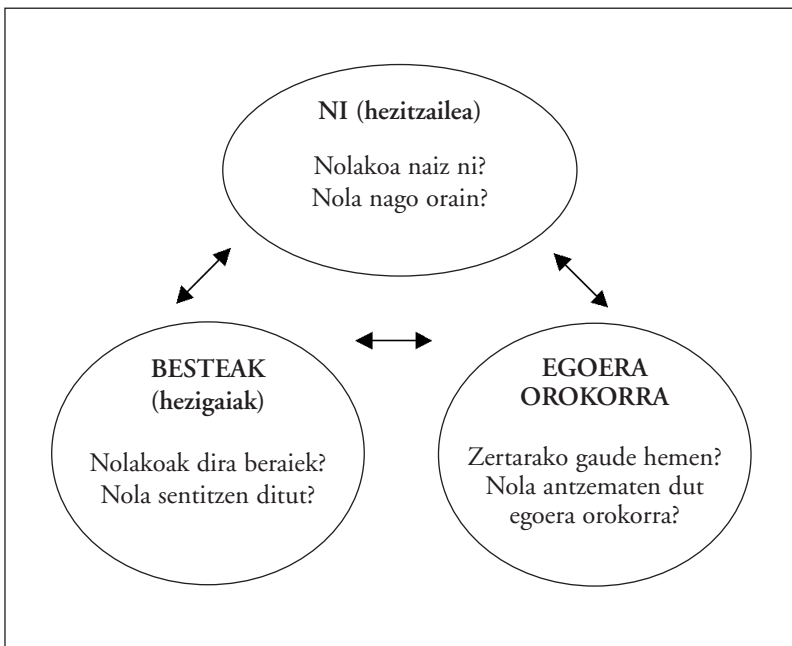 NI (hezitzailea)
Nolakoa naiz ni?
Nola nago orain?
BESTEAK
(hezigaiak)
Nolakoak dira beraiek?
Nola sentitzen ditut?
EGOERA
OROKORRA
Zertarako gaude hemen?
Nola antzematen dut
egoera orokorra?